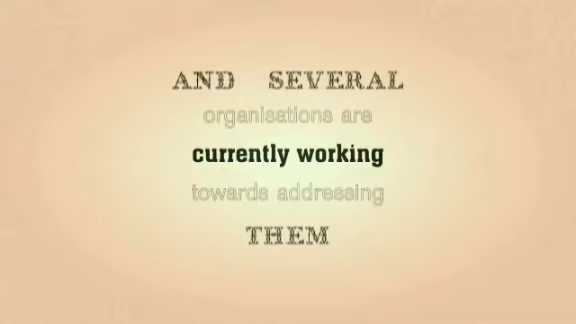 AND SEVERAL
organisations are
currently working
towards addressing
THEM